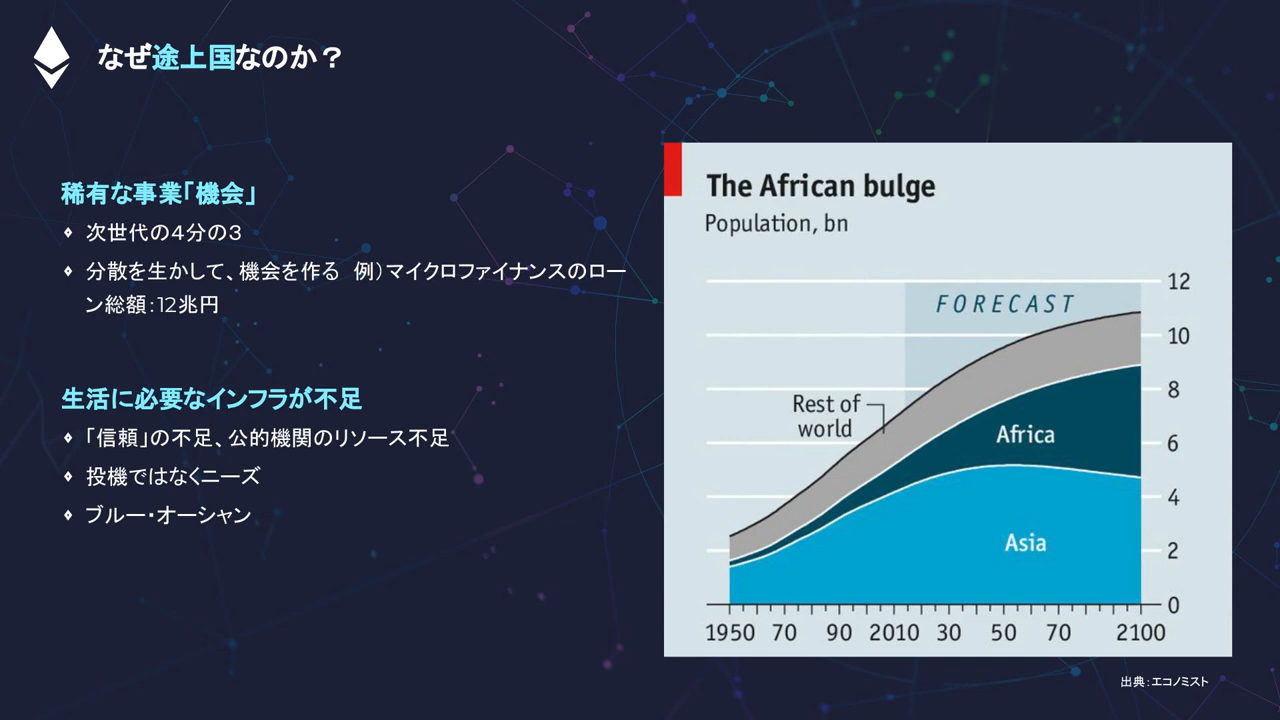 なぜ途上国なのか？
稀有な事業「機会」
次世代の４分の３
分散を生かして、機会を作る　例）マイクロファイナンスのロー
ン総額：12兆円
生活に必要なインフラが不足
「信頼」の不足、公的機関のリソース不足
投機ではなくニーズ
ブルー・オーシャン
The African bulge
Population, bn
FORECAST
Rest of
world
Africa
Asia
12
10
8
6
4
2
0
1950 70 90 2010 30 50 70 2100
出典：エコノミスト